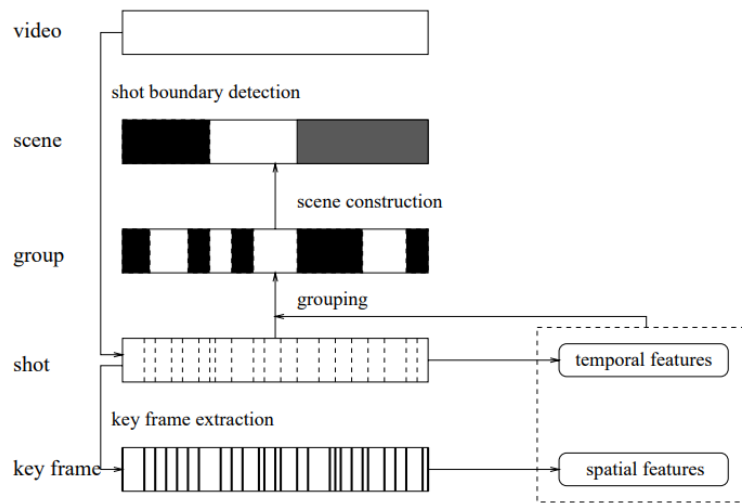 video
shot boundary detection
scene
scene construction
group
grouping
shot
temporal features
key frame extraction
key frame
spatial features